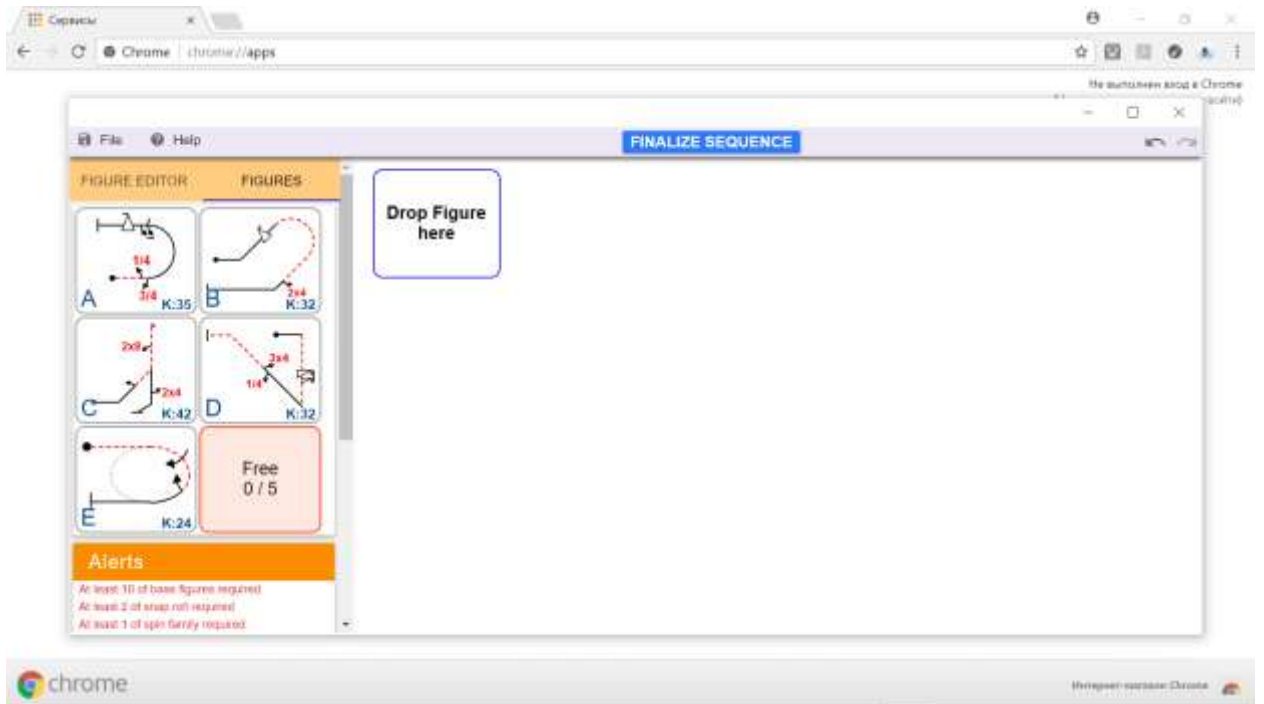 Сервисы
Chrome chrome://apps
Не выполнен вход в Chrome
File Help FINALIZE SEQUENCE
FIGURE EDITOR FIGURES
Drop Figure
here
1/4
3/4
A K:35
2x4
B K:32
2x8
2x4
C K:42
3x4
1/4
D K:32
E K:24
Free
0 / 5
Alerts
At least 10 of base figures required
At least 2 of snap roll required
At least 1 of spin family required
chrome
Интернет-магазин Chrome